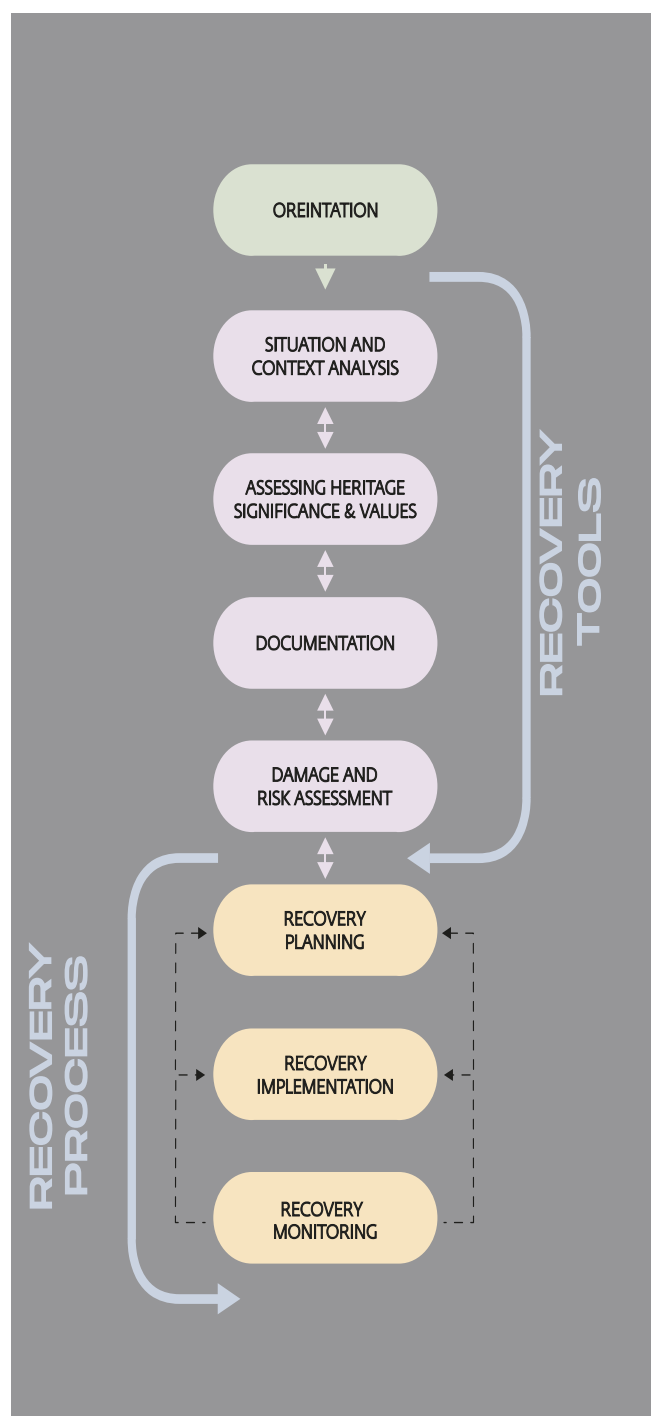 OREINTATION
SITUATION AND
CONTEXT ANALYSIS
ASSESSING HERITAGE
SIGNIFICANCE & VALUES
DOCUMENTATION
DAMAGE AND
RISK ASSESSMENT
RECOVERY
TOOLS
RECOVERY
PLANNING
RECOVERY
IMPLEMENTATION
RECOVERY
MONITORING
RECOVERY
PROCESS